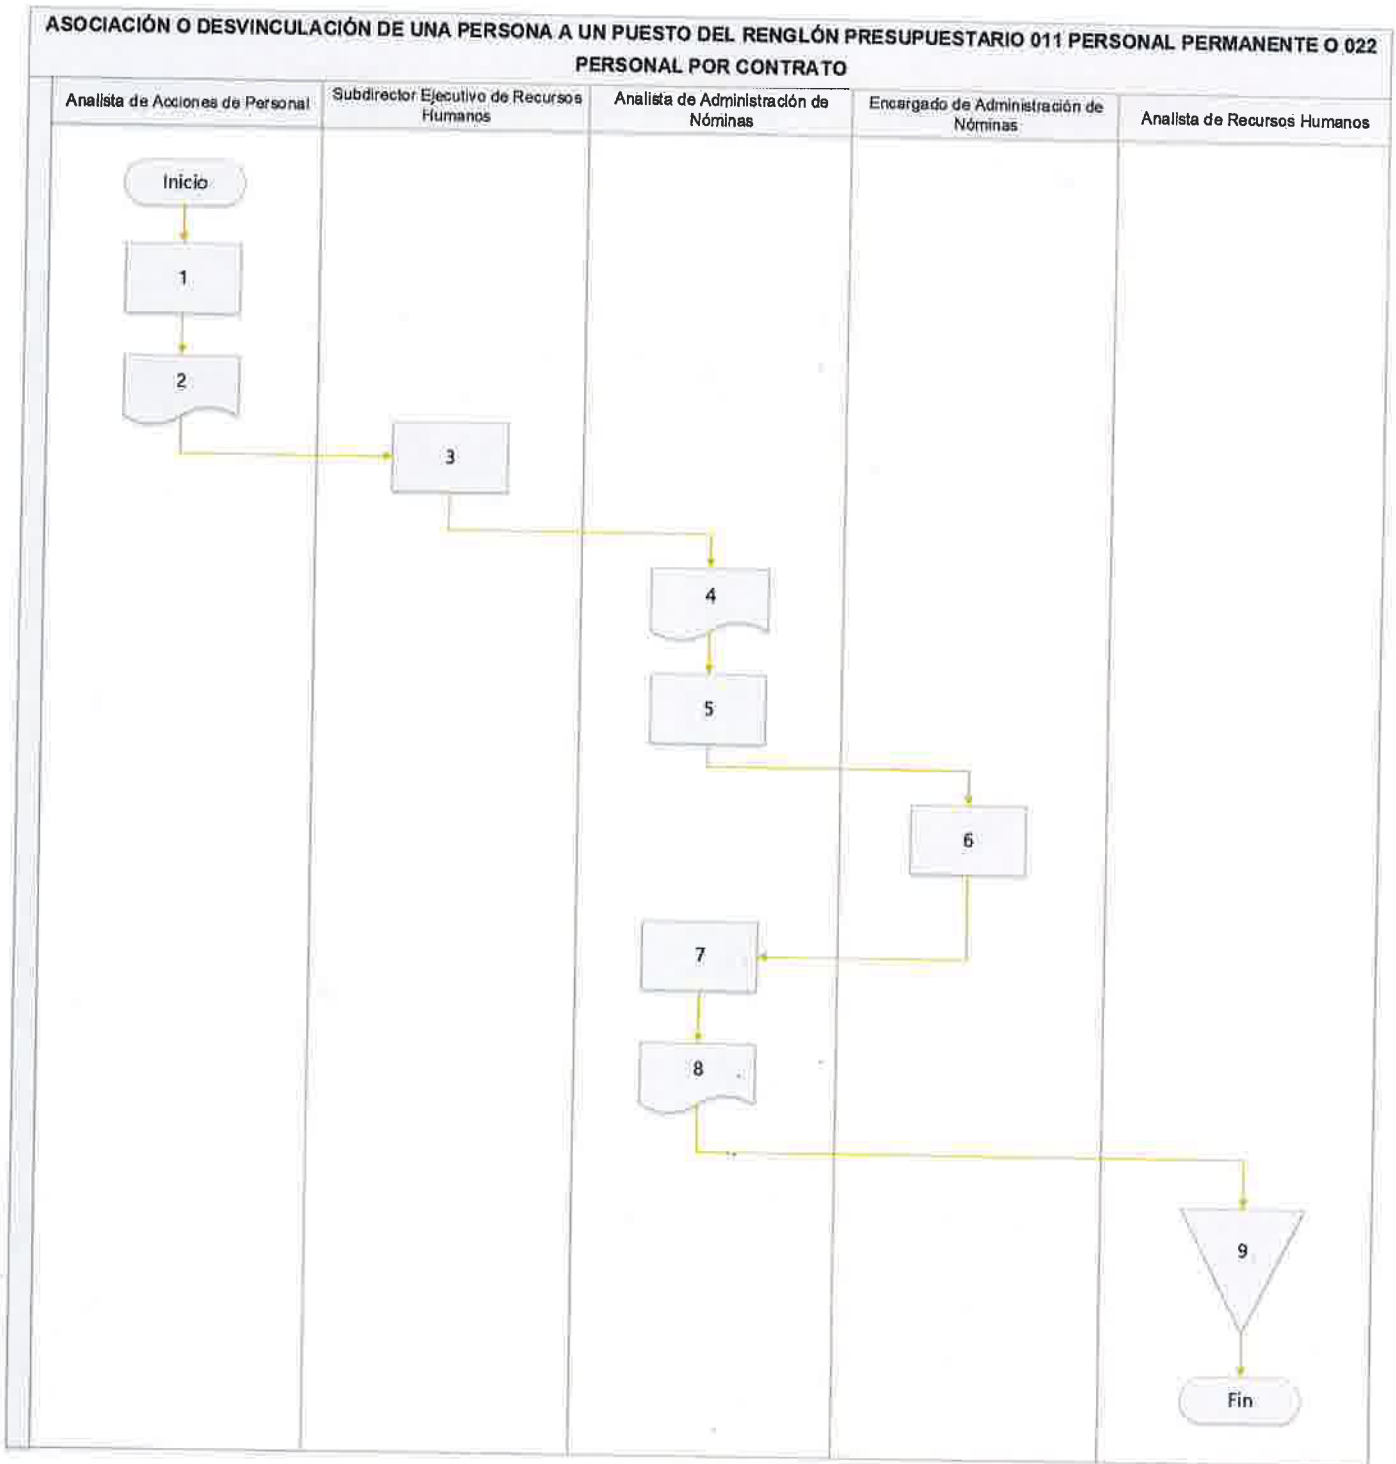 ASOCIACIÓN O DESVINCULACIÓN DE UNA PERSONA A UN PUESTO DEL RENGLÓN PRESUPUESTARIO 011 PERSONAL PERMANENTE O 022
PERSONAL POR CONTRATO
Analista de Acciones de Personal
Subdirector Ejecutivo de Recursos
Humanos
Analista de Administración de
Nóminas
Encargado de Administración de
Nóminas
Analista de Recursos Humanos
Inicio
1
2
3
4
5
6
7
8
9
Fin